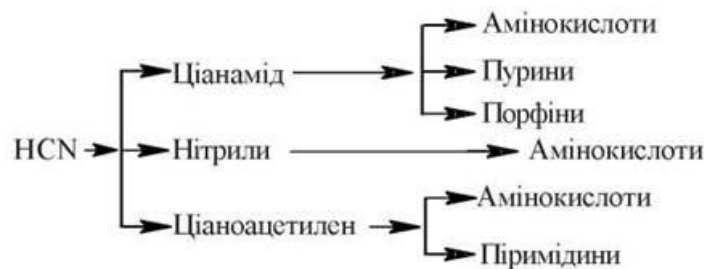 Амінокислоти
Ціанамід
Пурини
Порфіни
HCN
Нітрили
Амінокислоти
Амінокислоти
Ціаноацетилен
Піримідини